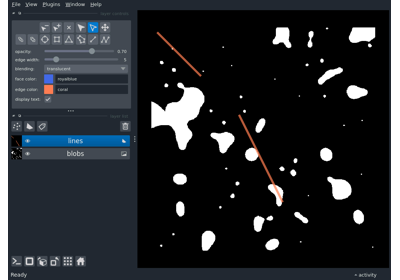 File View Plugins Window Help
opacity: 0.70
edge width: 5
blending: translucent
face color: royalblue
edge color: coral
display text: ✓
lines
blobs
Ready
activity